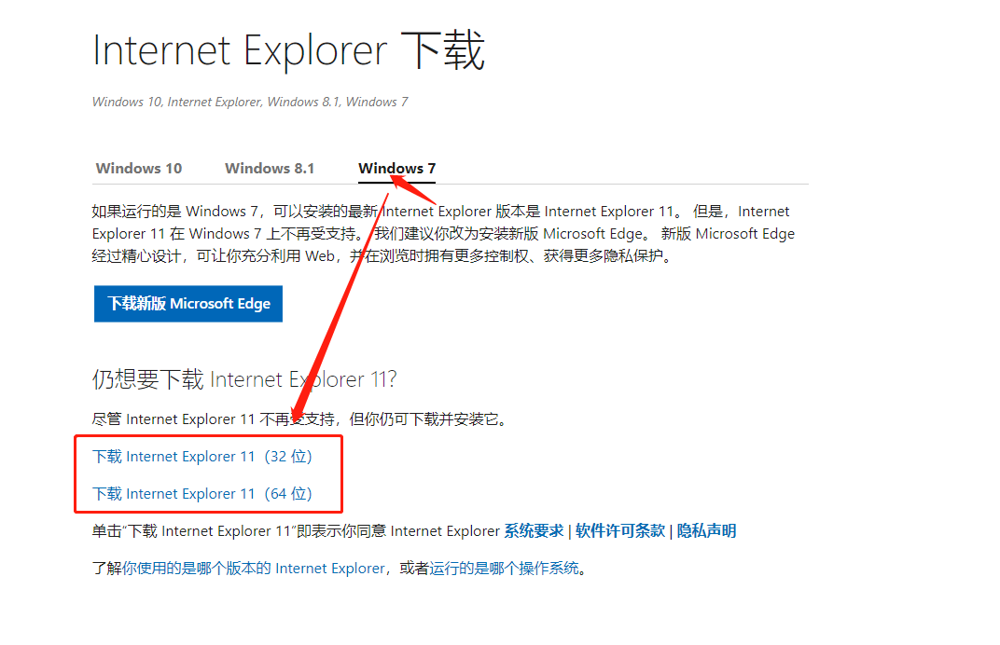 Internet Explorer 下载
Windows 10, Internet Explorer, Windows 8.1, Windows 7
Windows 10 Windows 8.1 Windows 7
如果运行的是 Windows 7，可以安装的最新 Internet Explorer 版本是 Internet Explorer 11。 但是，Internet
Explorer 11 在 Windows 7 上不再受支持。 我们建议你改为安装新版 Microsoft Edge。 新版 Microsoft Edge
经过精心设计，可让你充分利用 Web，并在浏览时拥有更多控制权、获得更多隐私保护。
下载新版 Microsoft Edge
仍想要下载 Internet Explorer 11？
尽管 Internet Explorer 11 不再受支持，但你仍可下载并安装它。
下载 Internet Explorer 11（32 位）
下载 Internet Explorer 11（64 位）
单击“下载 Internet Explorer 11”即表示你同意 Internet Explorer 系统要求 | 软件许可条款 | 隐私声明
了解你使用的是哪个版本的 Internet Explorer，或者运行的是哪个操作系统。